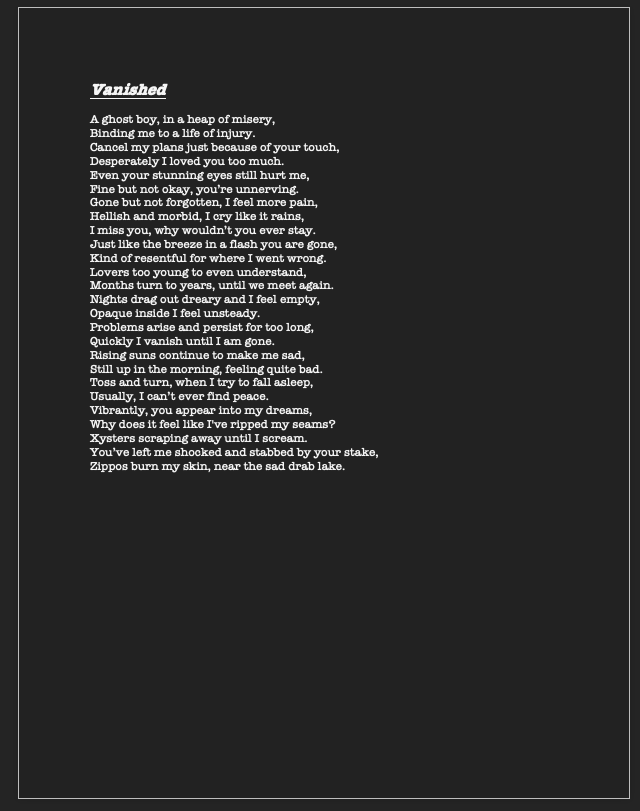 Vanished
A ghost boy, in a heap of misery,
Binding me to a life of injury.
Cancel my plans just because of your touch,
Desperately I loved you too much.
Even your stunning eyes still hurt me,
Fine but not okay, you're unnerving.
Gone but not forgotten, I feel more pain,
Hellish and morbid, I cry like it rains,
I miss you, why wouldn't you ever stay.
Just like the breeze in a flash you are gone,
Kind of resentful for where I went wrong.
Lovers too young to even understand,
Months turn to years, until we meet again.
Nights drag out dreary and I feel empty,
Opaque inside I feel unsteady.
Problems arise and persist for too long,
Quickly I vanish until I am gone.
Rising suns continue to make me sad,
Still up in the morning, feeling quite bad.
Toss and turn, when I try to fall asleep,
Usually, I can't ever find peace.
Vibrantly, you appear into my dreams,
Why does it feel like I've ripped my seams?
Xysters scraping away until I scream.
You've left me shocked and stabbed by your stake,
Zippos burn my skin, near the sad drab lake.